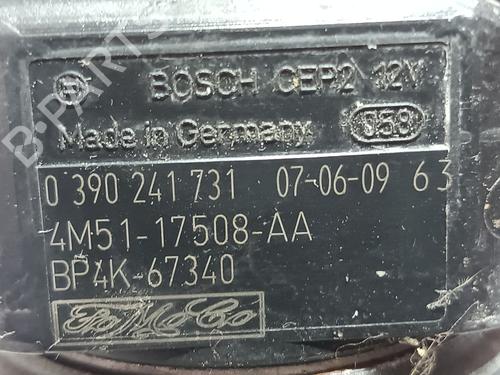 BOSCH CEP2 12V
Made in Germany 058
0 390 241 731 07-06-09 63
4M51-17508-AA
BP4K-67340
FoMoCo
B-PARTS